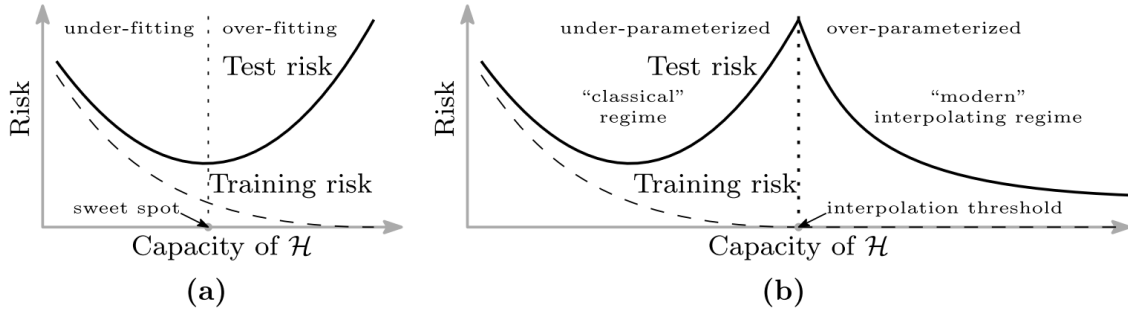 under-fitting
over-fitting
Test risk
Risk
Training risk
sweet spot
Capacity of ℋ
(a)
under-parameterized
over-parameterized
Test risk
“classical”
regime
“modern”
interpolating regime
Risk
Training risk
interpolation threshold
Capacity of ℋ
(b)